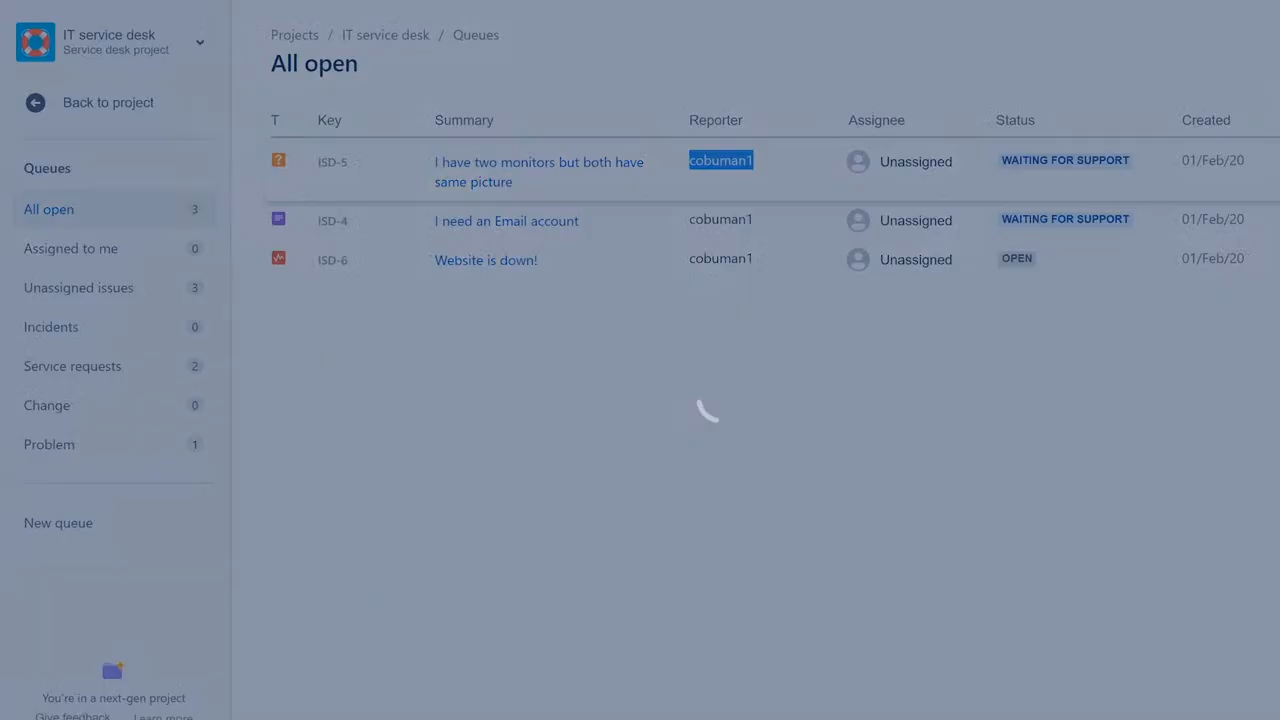 IT service desk
Service desk project
Back to project
Queues
All open 3
Assigned to me 0
Unassigned issues 3
Incidents 0
Service requests 2
Change 0
Problem 1
New queue
You're in a next-gen project
Give feedback Learn more
Projects / IT service desk / Queues
All open
T Key Summary Reporter Assignee Status Created
? ISD-5 I have two monitors but both have cobuman1 Unassigned WAITING FOR SUPPORT 01/Feb/20
same picture
ISD-4 I need an Email account cobuman1 Unassigned WAITING FOR SUPPORT 01/Feb/20
ISD-6 Website is down! cobuman1 Unassigned OPEN 01/Feb/20